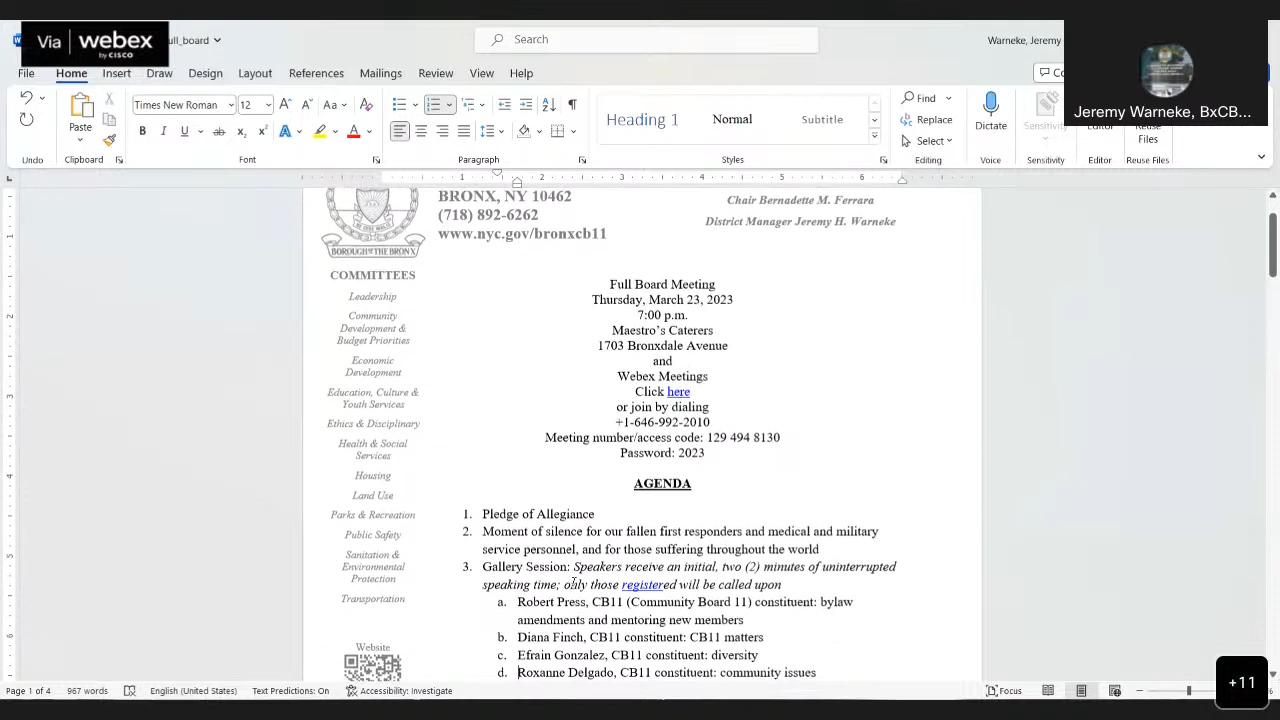 Via webex
by CISCO
ull_board
Search
Warneke, Jeremy
Jeremy Warneke, BxCB...
File Home Insert Draw Design Layout References Mailings Review View Help
Times New Roman 12
Paste
Heading 1 Normal Subtitle
Find
Replace
Select
Dictate
Sensitivity
Editor
Reuse
Files
Undo Clipboard Font Paragraph Styles Editing Voice Sensitivity Editor Reuse Files
BRONX, NY 10462
(718) 892-6262
www.nyc.gov/bronxcb11
Chair Bernadette M. Ferrara
District Manager Jeremy H. Warneke
BOROUGH OF THE BRONX
COMMITTEES
Leadership
Community
Development &
Budget Priorities
Economic
Development
Education, Culture &
Youth Services
Ethics & Disciplinary
Health & Social
Services
Housing
Land Use
Parks & Recreation
Public Safety
Sanitation &
Environmental
Protection
Transportation
Website
Full Board Meeting
Thursday, March 23, 2023
7:00 p.m.
Maestro’s Caterers
1703 Bronxdale Avenue
and
Webex Meetings
Click here
or join by dialing
+1-646-992-2010
Meeting number/access code: 129 494 8130
Password: 2023
AGENDA
1. Pledge of Allegiance
2. Moment of silence for our fallen first responders and medical and military
service personnel, and for those suffering throughout the world
3. Gallery Session: Speakers receive an initial, two (2) minutes of uninterrupted
speaking time; only those registered will be called upon
a. Robert Press, CB11 (Community Board 11) constituent: bylaw
amendments and mentoring new members
b. Diana Finch, CB11 constituent: CB11 matters
c. Efrain Gonzalez, CB11 constituent: diversity
d. Roxanne Delgado, CB11 constituent: community issues
Page 1 of 4 967 words English (United States) Text Predictions: On Accessibility: Investigate Focus
+11